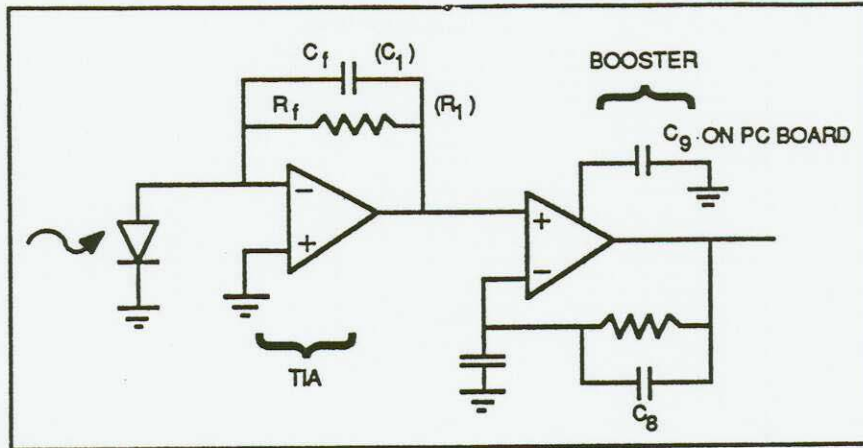 Cf (C1)
Rf (R1)
BOOSTER
C9 ON PC BOARD
−
+
+
−
TIA
C8